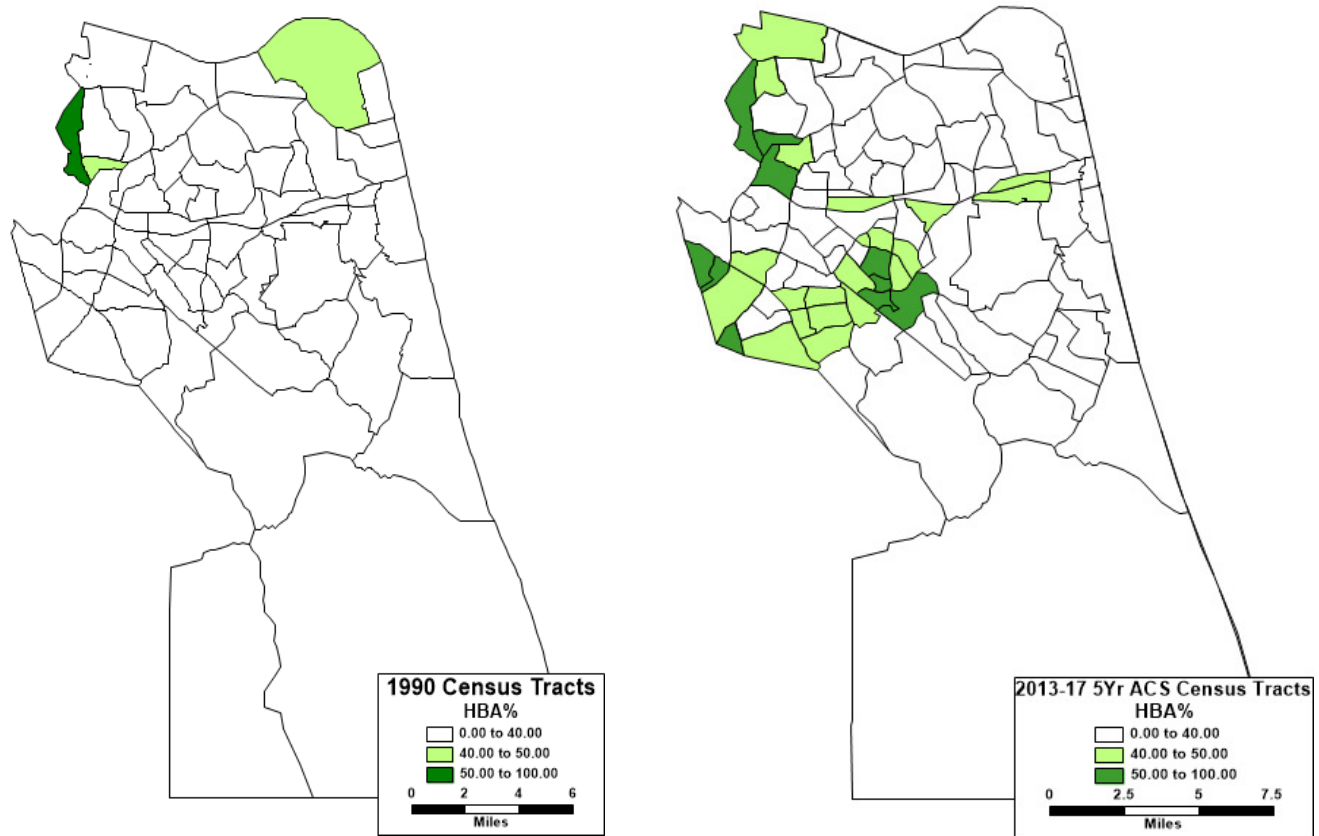 1990 Census Tracts
HBA%
0.00 to 40.00
40.00 to 50.00
50.00 to 100.00
0 2 4 6
Miles
2013-17 5Yr ACS Census Tracts
HBA%
0.00 to 40.00
40.00 to 50.00
50.00 to 100.00
0 2.5 5 7.5
Miles